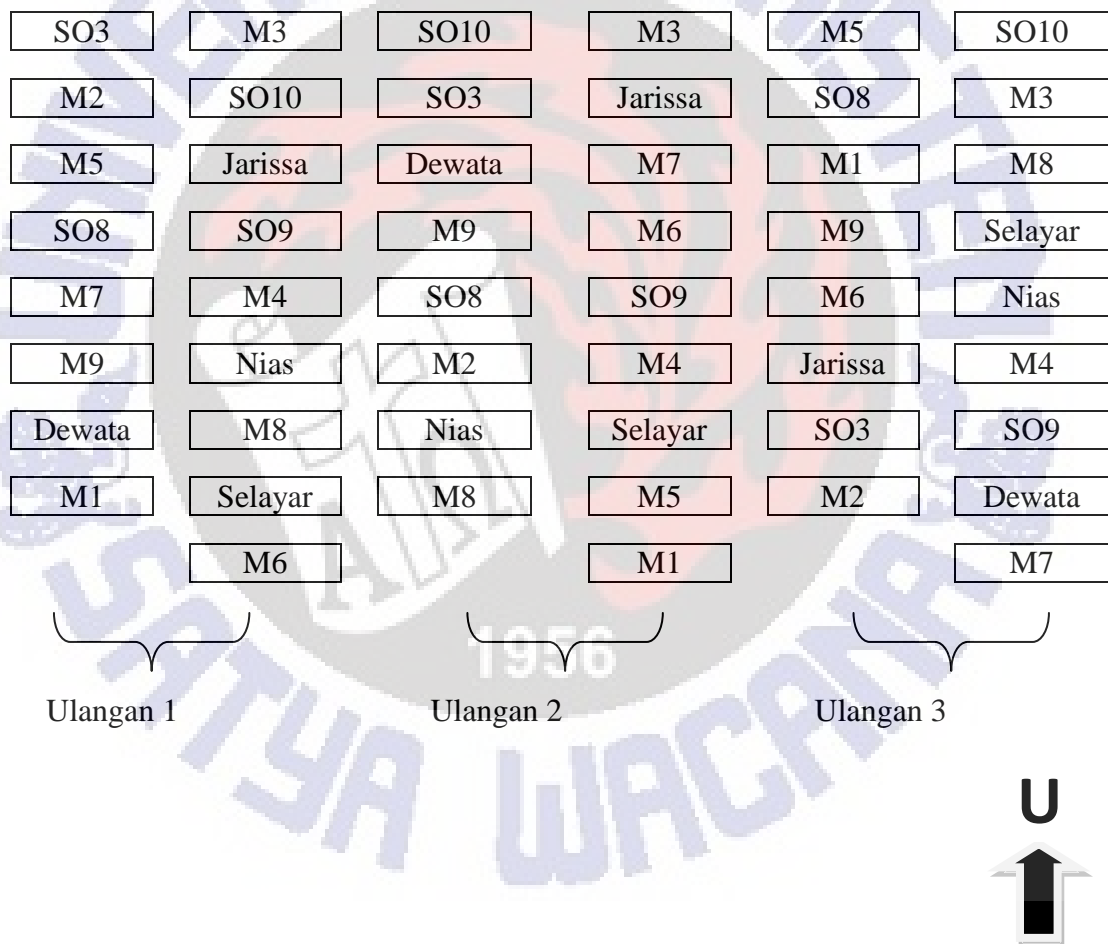 SO3 M3 SO10 M3 M5 SO10
M2 SO10 SO3 Jarissa SO8 M3
M5 Jarissa Dewata M7 M1 M8
SO8 SO9 M9 M6 M9 Selayar
M7 M4 SO8 SO9 M6 Nias
M9 Nias M2 M4 Jarissa M4
Dewata M8 Nias Selayar SO3 SO9
M1 Selayar M8 M5 M2 Dewata
M6 M1 M7
1956
Ulangan 1 Ulangan 2 Ulangan 3
SATYA WACANA
U